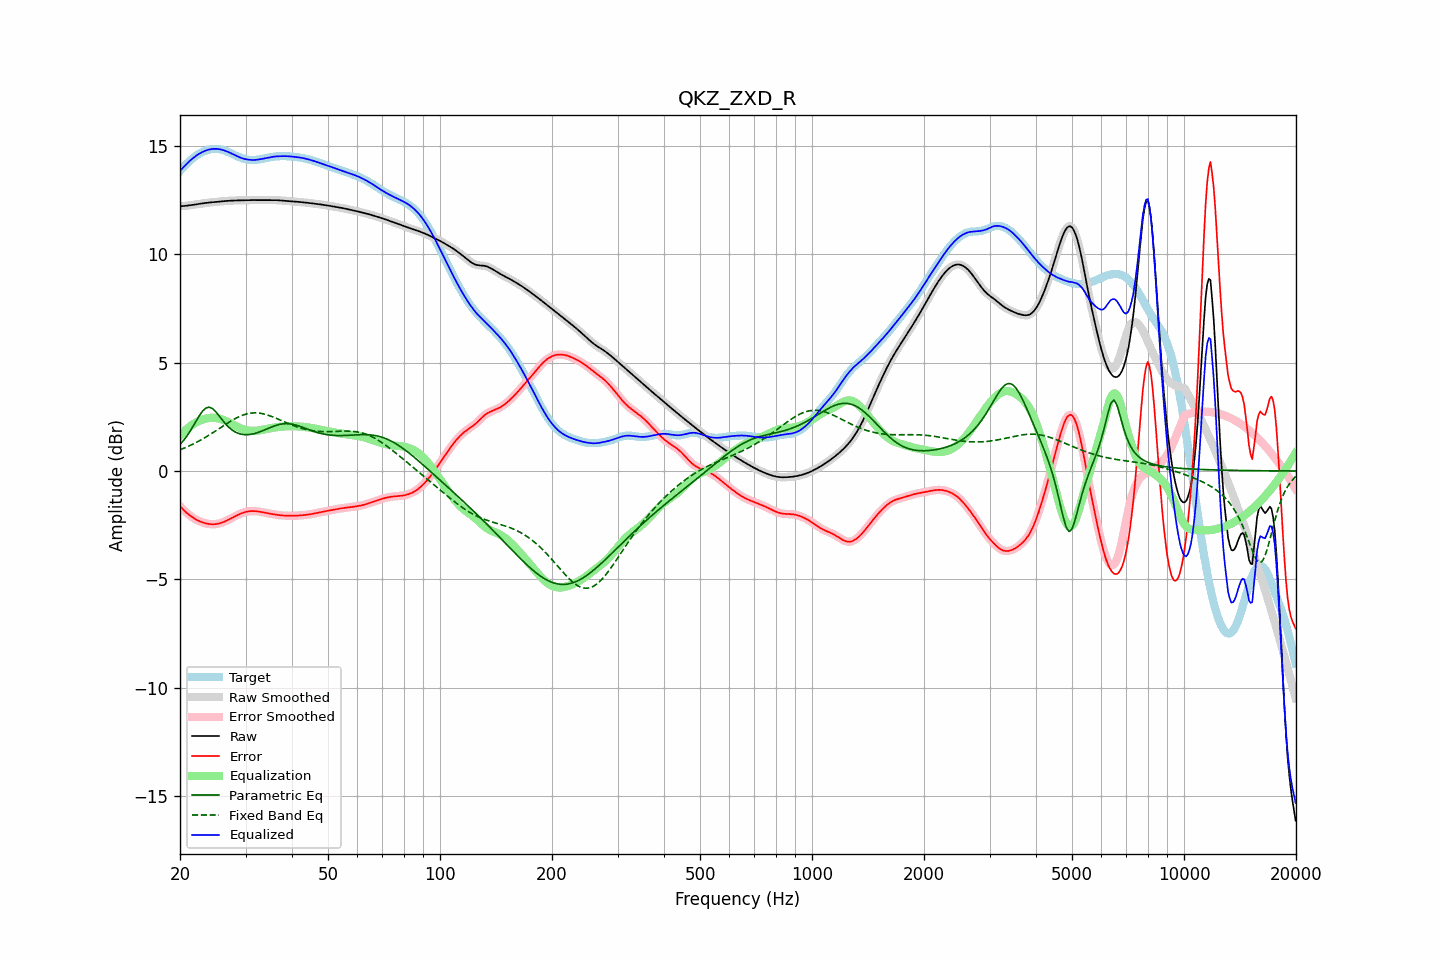 QKZ_ZXD_R
Amplitude (dBr)
15
10
5
0
−5
−10
−15
Target
Raw Smoothed
Error Smoothed
Raw
Error
Equalization
Parametric Eq
Fixed Band Eq
Equalized
20 50 100 200 500 1000 2000 5000 10000 20000
Frequency (Hz)